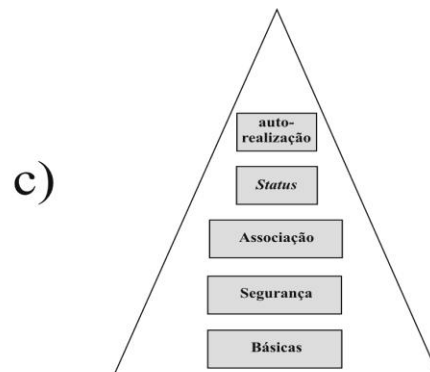 c)
auto-
realização
Status
Associação
Segurança
Básicas